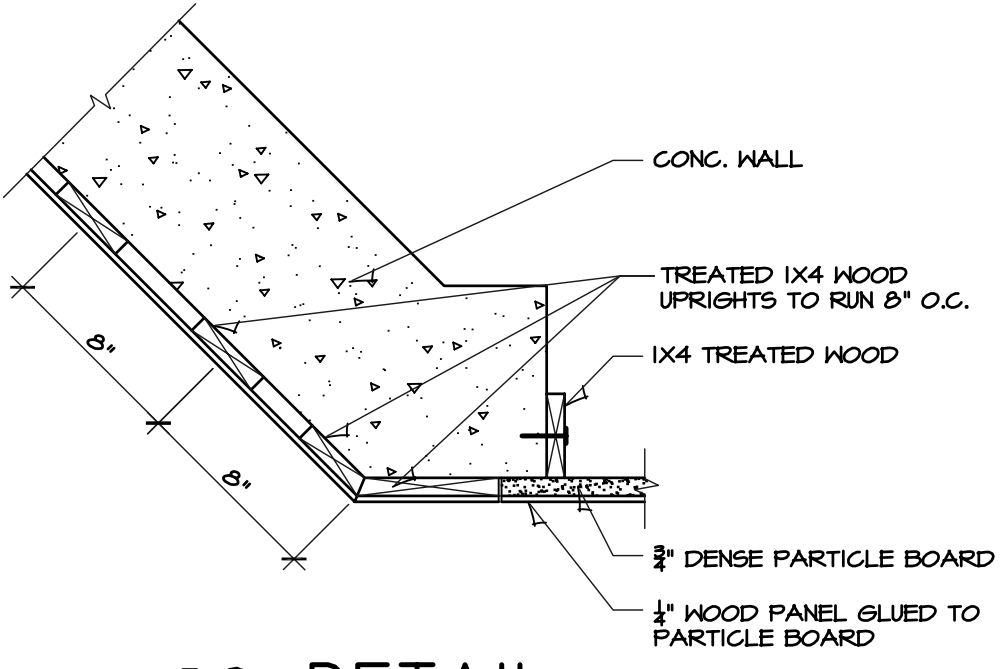 CONC. WALL
TREATED 1X4 WOOD
UPRIGHTS TO RUN 8" O.C.
1X4 TREATED WOOD
8"
8"
¾" DENSE PARTICLE BOARD
¼" WOOD PANEL GLUED TO
PARTICLE BOARD
DETAIL